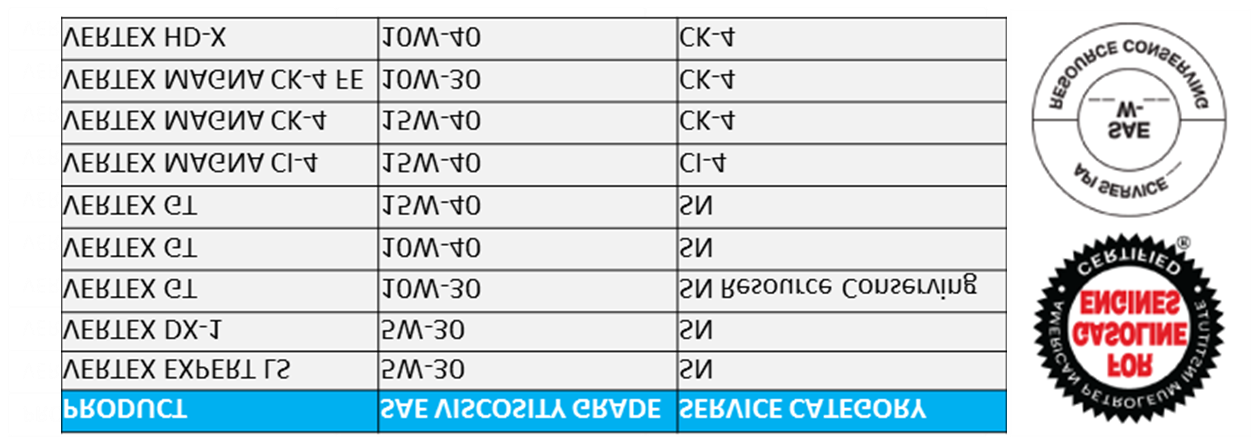 PRODUCT SAE VISCOSITY GRADE SERVICE CATEGORY
VERTEX EXPERT LS 5W-30 SN
VERTEX DX-1 5W-30 SN
VERTEX GT 10W-30 SN Resource Conserving
VERTEX GT 10W-40 SN
VERTEX GT 15W-40 SN
VERTEX MAGNA CI-4 15W-40 CI-4
VERTEX MAGNA CK-4 15W-40 CK-4
VERTEX MAGNA CK-4 FE 10W-30 CK-4
VERTEX HD-X 10W-40 CK-4
AMERICAN PETROLEUM INSTITUTE
FOR
GASOLINE
ENGINES
CERTIFIED
®
API SERVICE __
SAE
__W-__
RESOURCE CONSERVING